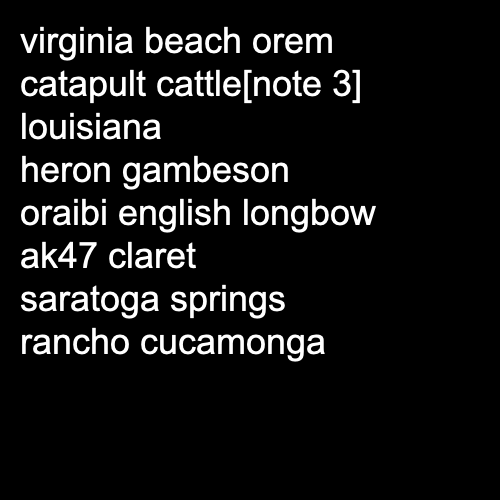 virginia beach orem
catapult cattle[note 3]
louisiana
heron gambeson
oraibi english longbow
ak47 claret
saratoga springs
rancho cucamonga